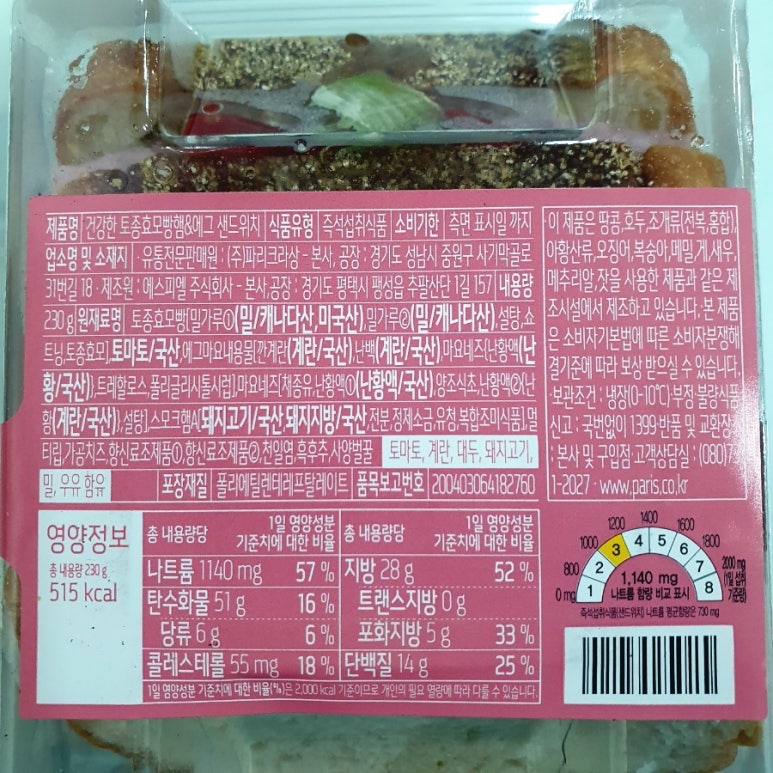 제품명 건강한 토종효모빵햄&에그 샌드위치 식품유형 즉석섭취식품 소비기한 측면 표시일 까지
업소명 및 소재지 ·유통전문판매원 : (주)파리크라상 - 본사, 공장 : 경기도 성남시 중원구 사기막골로
31번길 18 · 제조원 : 에스피엘 주식회사 - 본사,공장 : 경기도 평택시 팽성읍 추팔산단 1길 157 내용량
230 g 원재료명 토종효모빵[밀가루①(밀/캐나다산,미국산),밀가루②(밀/캐나다산),설탕,쇼
트닝,토종효모],토마토/국산,에그마요내용물[깐계란(계란/국산),난백(계란/국산),마요네즈{난황액(난
황/국산)},트레할로스,폴리글리시톨시럽],마요네즈[채종유,난황액①(난황액/국산),양조식초,난황액②(난
황(계란/국산)),설탕],스모크햄A[돼지고기/국산,돼지지방/국산,전분,정제소금,유청,복합조미식품],멀
티립,가공치즈,향신료조제품①,향신료조제품②,천일염,흑후추,사양벌꿀 토마토, 계란, 대두, 돼지고기,
밀, 우유 함유 포장재질 폴리에틸렌테레프탈레이트 품목보고번호 200403064182760
이 제품은 땅콩,호두,조개류(전복,홍합),
아황산류,오징어,복숭아,메밀,게,새우,
메추리알,잣을 사용한 제품과 같은 제
조시설에서 제조하고 있습니다. 본 제품
은 소비자기본법에 따른 소비자분쟁해
결기준에 따라 보상 받으실 수 있습니다.
·보관조건 : 냉장(0-10℃)·부정·불량식품
신고 : 국번없이 1399·반품 및 교환장소
: 본사 및 구입점·고객상담실 : (080)
1-2027 · www.paris.co.kr
영양정보
총 내용량 230 g
515 kcal
총 내용량당 1일 영양성분 기준치에 대한 비율 총 내용량당 1일 영양성분 기준치에 대한 비율
나트륨 1140 mg 57 % 지방 28 g 52 %
탄수화물 51 g 16 % 트랜스지방 0 g
당류 6 g 6 % 포화지방 5 g 33 %
콜레스테롤 55 mg 18 % 단백질 14 g 25 %
1일 영양성분 기준치에 대한 비율(%)은 2,000 kcal 기준이므로 개인의 필요 열량에 따라 다를 수 있습니다.
0 mg 800 1000 1200 1400 1600 1800 2000 mg (1일 섭취 기준량)
1 2 3 4 5 6 7 8
1,140 mg
나트륨 함량 비교 표시
즉석섭취식품(샌드위치) 나트륨 평균함량은 730 mg